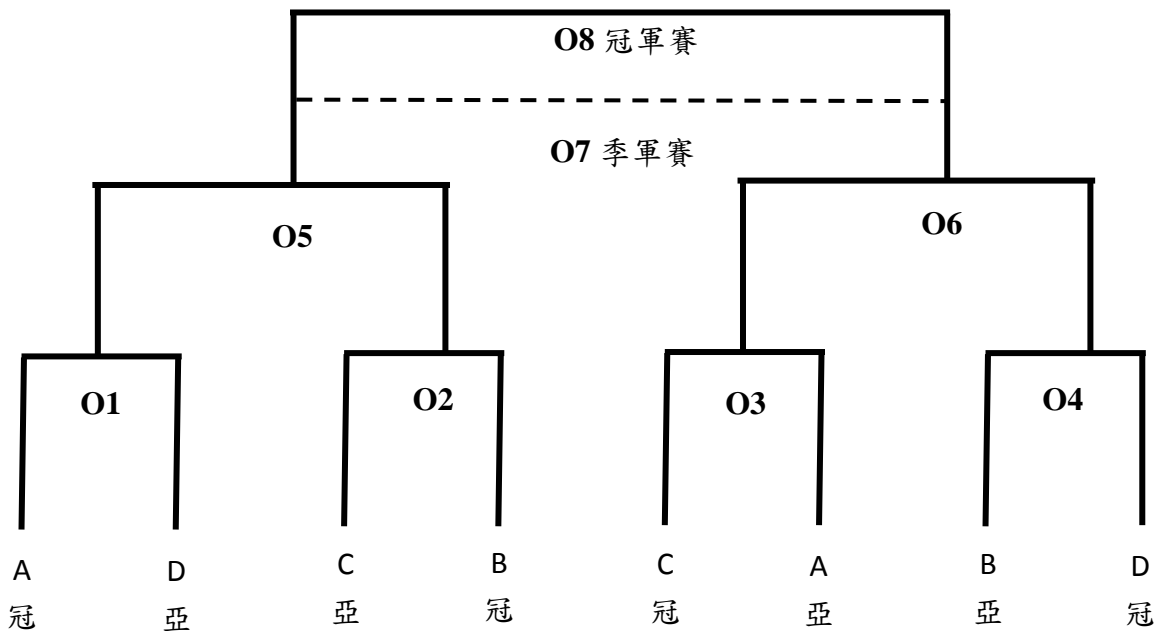 O8 冠軍賽
O7 季軍賽
O5
O6
O1
O2
O3
O4
A D C B C A B D
冠 亞 亞 冠 冠 亞 亞 冠